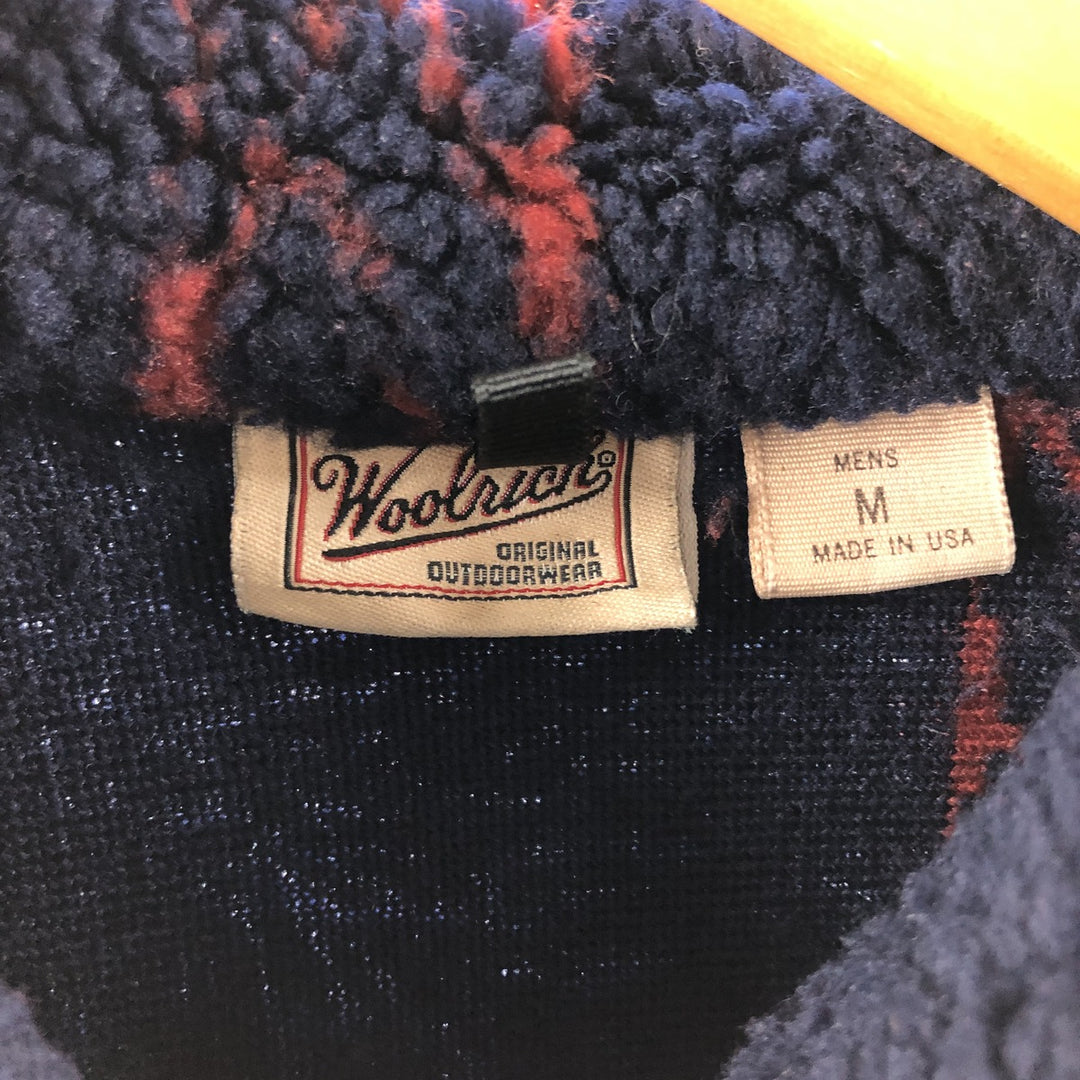 Woolrich®
ORIGINAL
OUTDOORWEAR
MENS
M
MADE IN USA